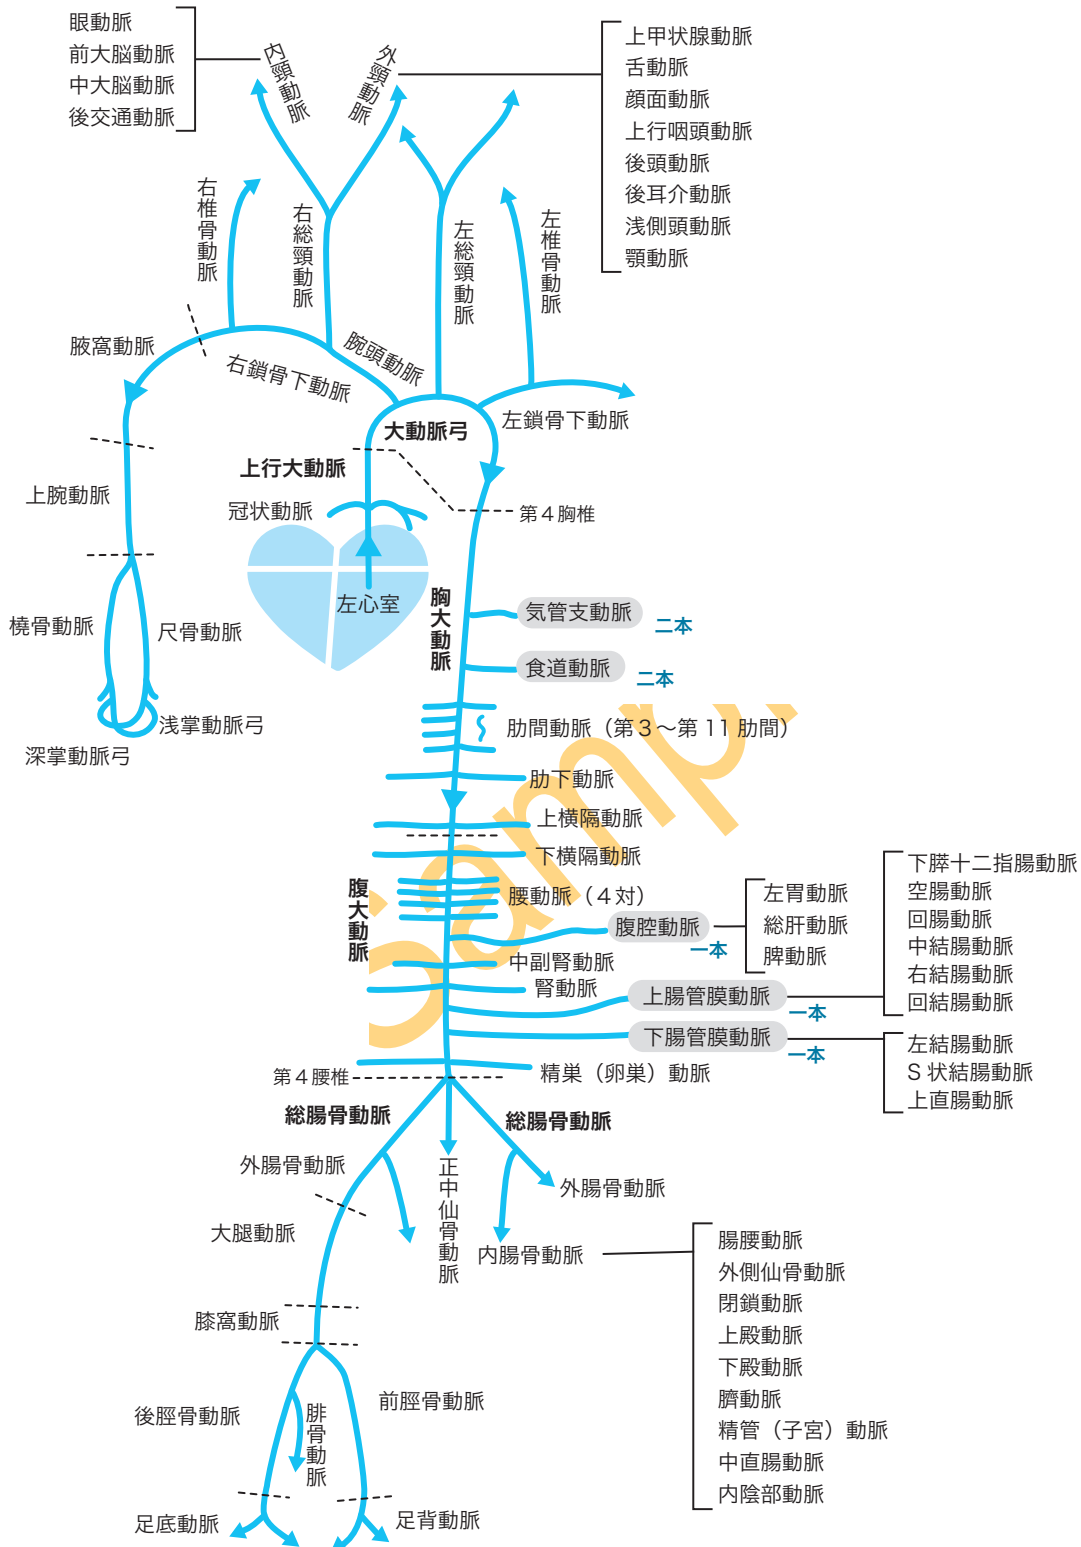 眼動脈
前大脳動脈
中大脳動脈
後交通動脈
内頸動脈
外頸動脈
上甲状腺動脈
舌動脈
顔面動脈
上行咽頭動脈
後頭動脈
後耳介動脈
浅側頭動脈
顎動脈
右椎骨動脈
右総頸動脈
左総頸動脈
左椎骨動脈
腋窩動脈
右鎖骨下動脈
腕頭動脈
大動脈弓
左鎖骨下動脈
上行大動脈
上腕動脈
冠状動脈
第4胸椎
左心室
胸大動脈
気管支動脈
二本
橈骨動脈
尺骨動脈
食道動脈
二本
浅掌動脈弓
深掌動脈弓
肋間動脈（第3～第11肋間）
肋下動脈
上横隔動脈
下横隔動脈
腹大動脈
腰動脈（4対）
腹腔動脈
一本
左胃動脈
総肝動脈
脾動脈
下膵十二指腸動脈
空腸動脈
回腸動脈
中結腸動脈
右結腸動脈
回結腸動脈
中副腎動脈
腎動脈
上腸管膜動脈
一本
下腸管膜動脈
一本
左結腸動脈
S状結腸動脈
上直腸動脈
精巣（卵巣）動脈
第4腰椎
総腸骨動脈
総腸骨動脈
外腸骨動脈
正中仙骨動脈
外腸骨動脈
大腿動脈
内腸骨動脈
腸腰動脈
外側仙骨動脈
閉鎖動脈
上殿動脈
下殿動脈
臍動脈
精管（子宮）動脈
中直腸動脈
内陰部動脈
膝窩動脈
後脛骨動脈
腓骨動脈
前脛骨動脈
足底動脈
足背動脈